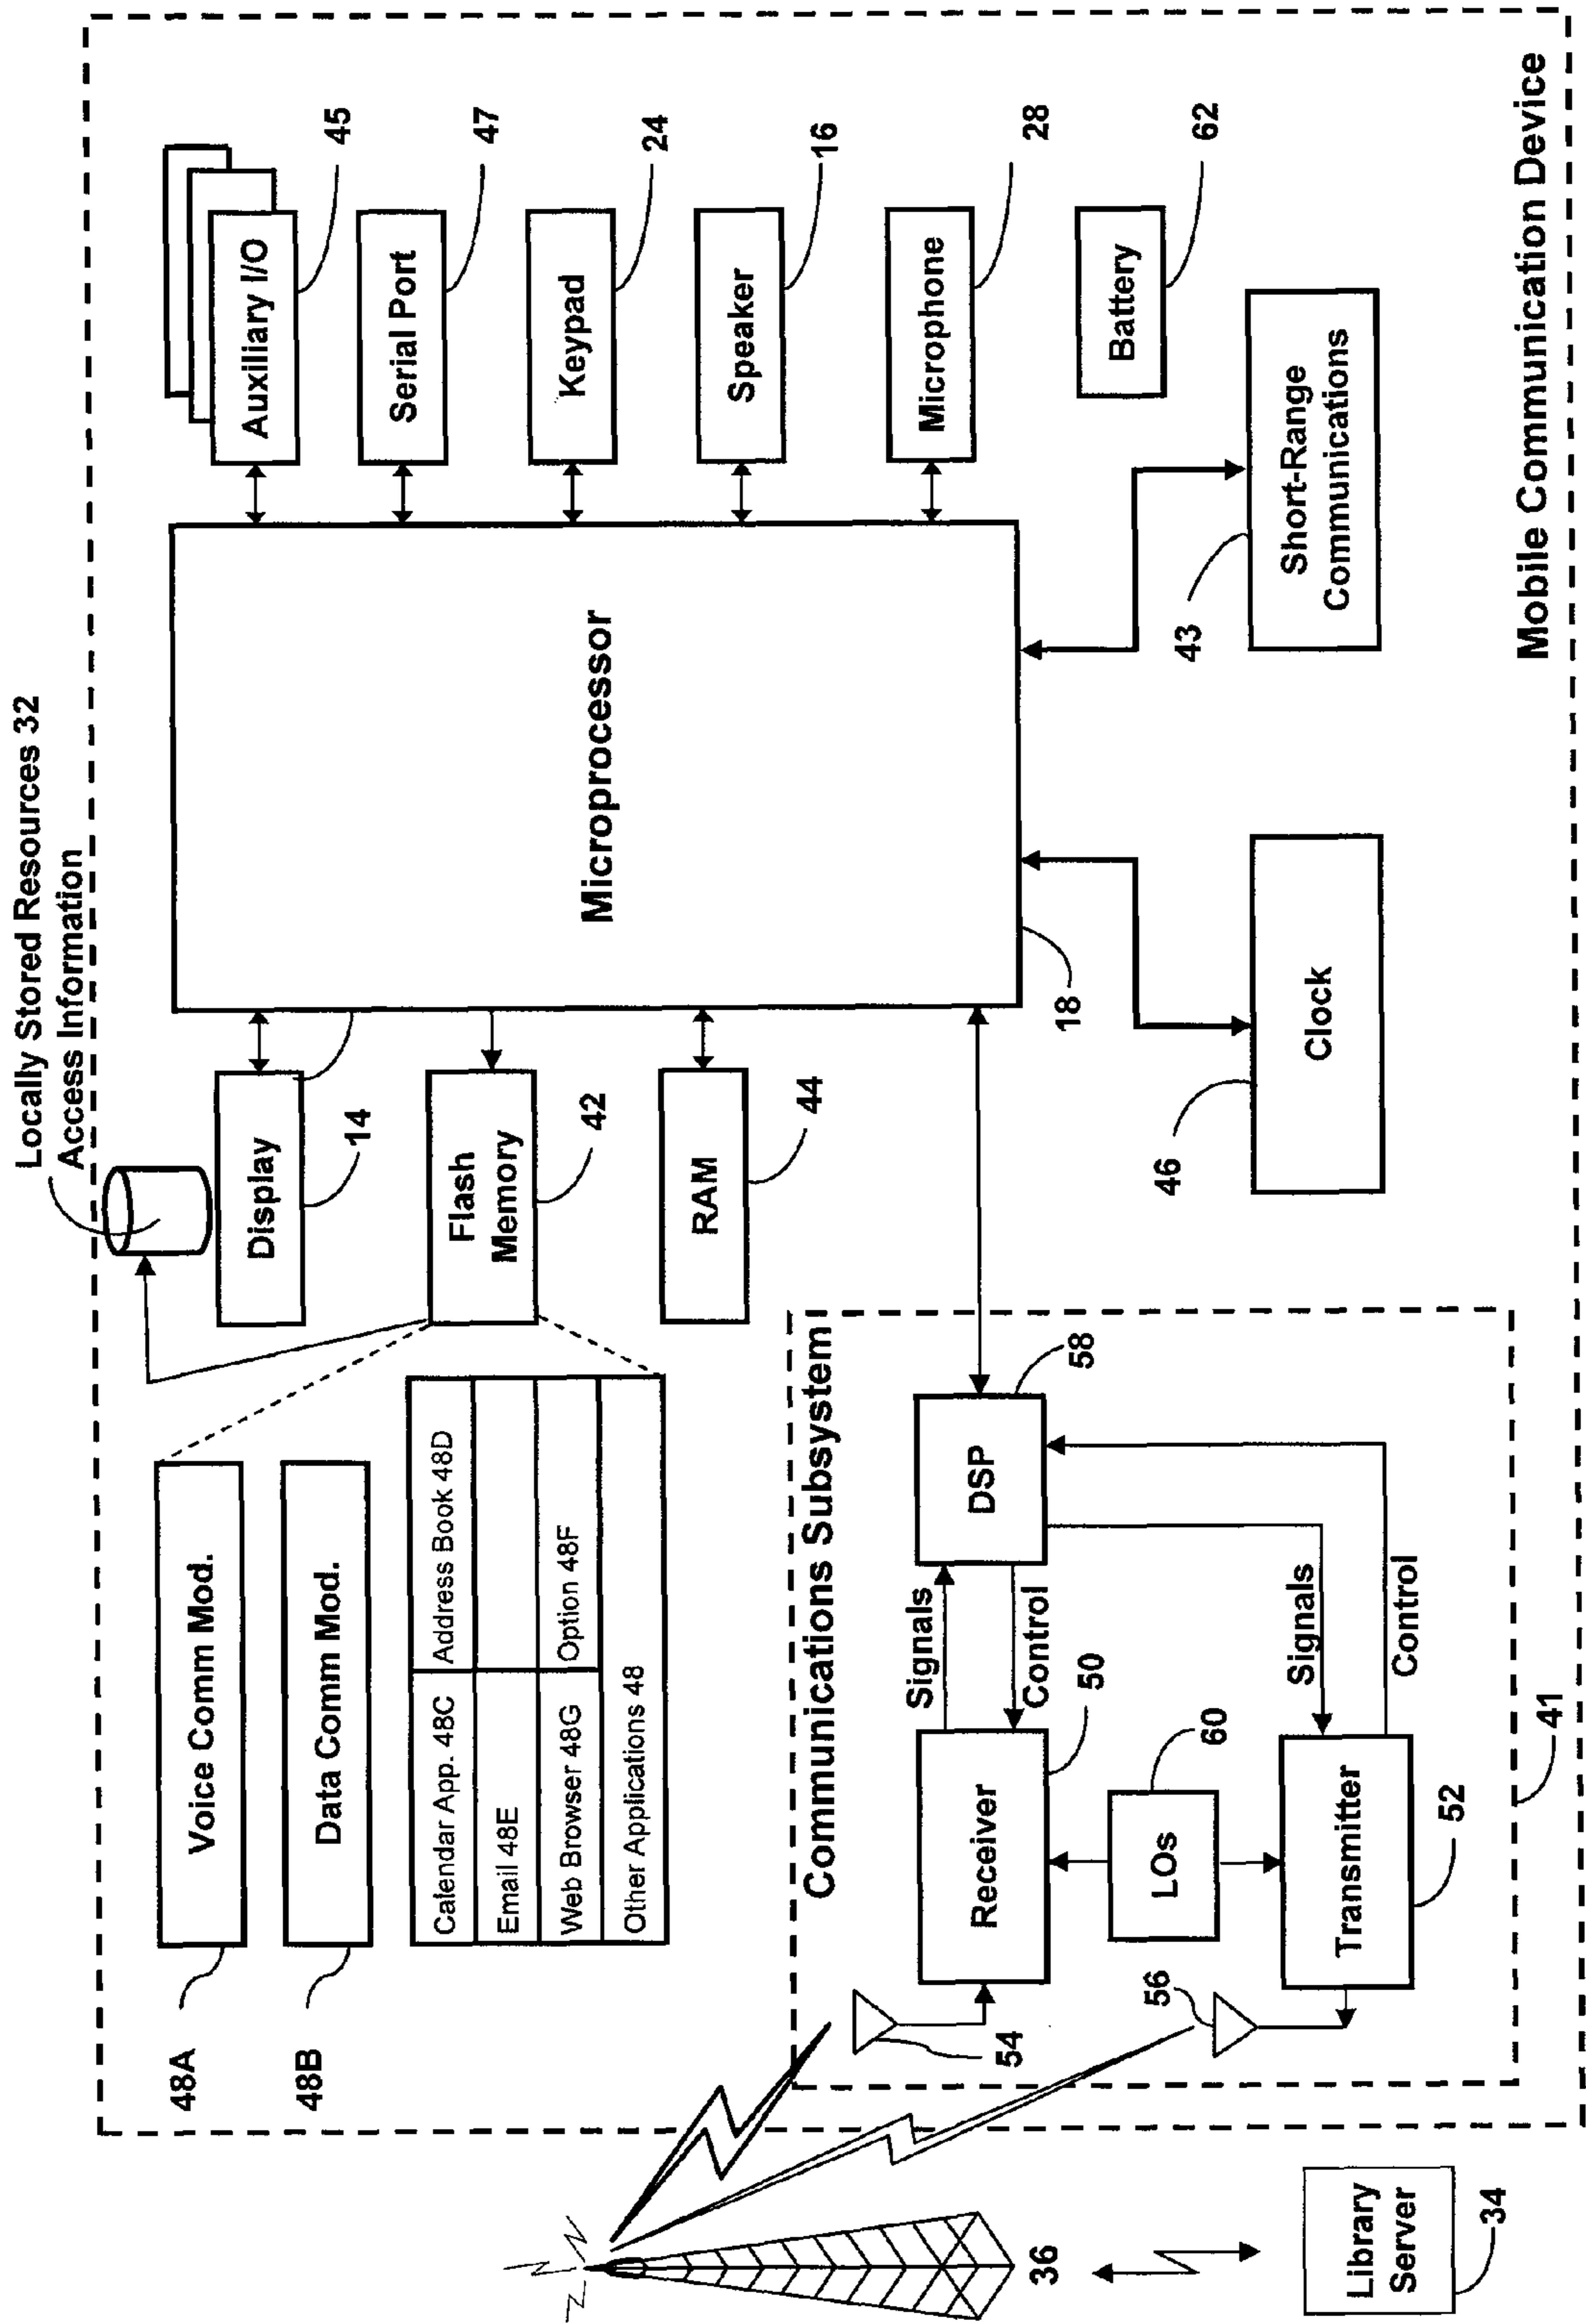 Locally Stored Resources 32
Access Information
48A
Voice Comm Mod.
48B
Data Comm Mod.
Calendar App. 48C
Address Book 48D
Email 48E
Web Browser 48G
Option 48F
Other Applications 48
Display
14
Flash
Memory
42
RAM
44
Microprocessor
18
Auxiliary I/O
45
Serial Port
47
Keypad
24
Speaker
16
Microphone
28
Battery
62
Short-Range
Communications
43
Clock
46
Communications Subsystem
Receiver
50
Signals
Control
DSP
58
LOs
60
Signals
Control
Transmitter
52
54
56
41
36
Library
Server
34
Mobile Communication Device